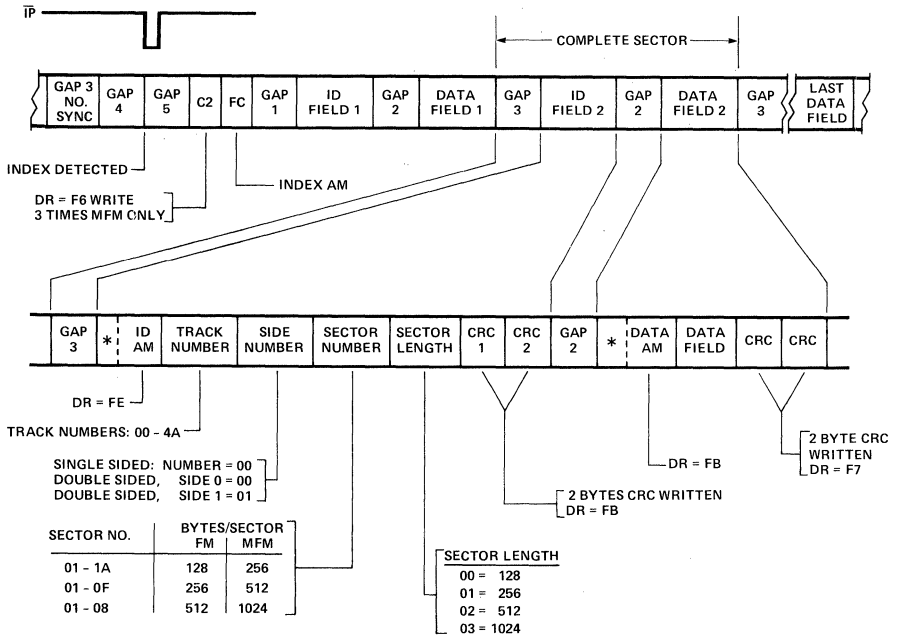 IP
COMPLETE SECTOR
GAP 3 NO. SYNC
GAP 4
GAP 5
C2
FC
GAP 1
ID FIELD 1
GAP 2
DATA FIELD 1
GAP 3
ID FIELD 2
GAP 2
DATA FIELD 2
GAP 3
LAST DATA FIELD
INDEX DETECTED
INDEX AM
DR = F6 WRITE
3 TIMES MFM ONLY
GAP 3
*
ID AM
TRACK NUMBER
SIDE NUMBER
SECTOR NUMBER
SECTOR LENGTH
CRC 1
CRC 2
GAP 2
*
DATA AM
DATA FIELD
CRC
CRC
DR = FE
TRACK NUMBERS: 00 - 4A
SINGLE SIDED: NUMBER = 00
DOUBLE SIDED, SIDE 0 = 00
DOUBLE SIDED, SIDE 1 = 01
DR = FB
2 BYTE CRC
WRITTEN
DR = F7
2 BYTES CRC WRITTEN
DR = FB
SECTOR NO. BYTES/SECTOR
FM MFM
01 - 1A 128 256
01 - 0F 256 512
01 - 08 512 1024
SECTOR LENGTH
00 = 128
01 = 256
02 = 512
03 = 1024